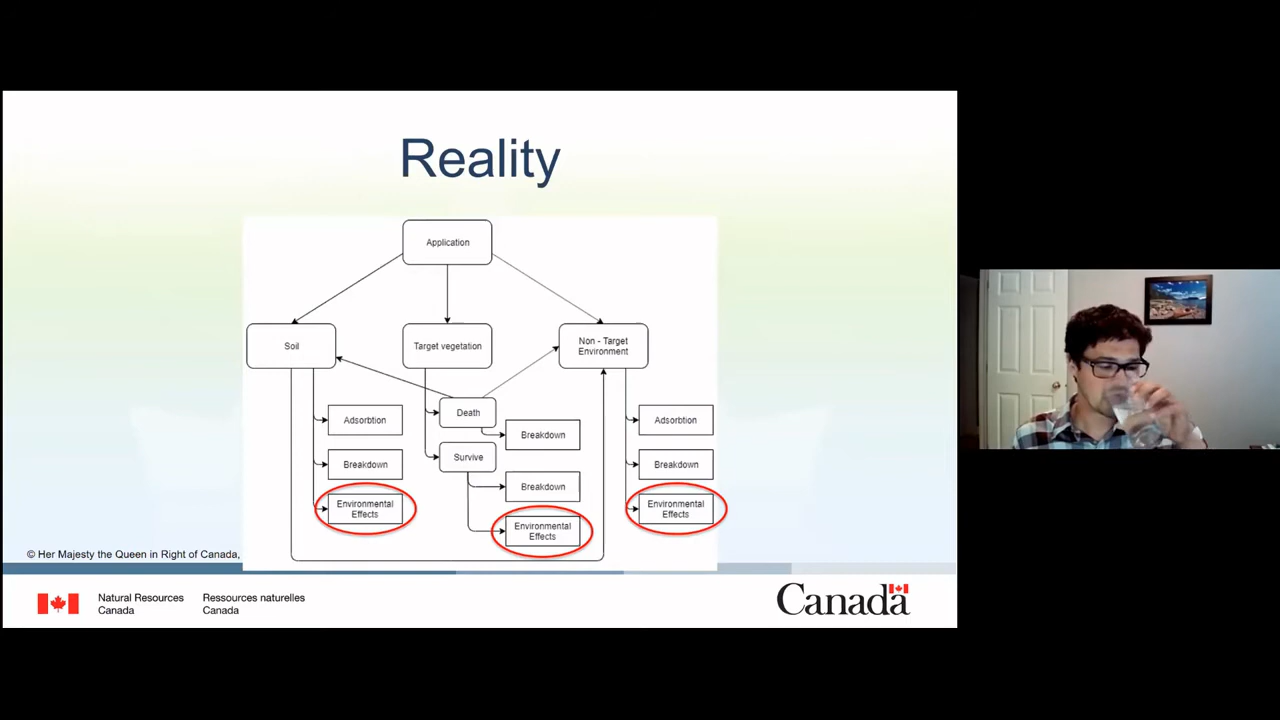 Reality
Application
Soil
Target vegetation
Non - Target
Environment
Death
Survive
Adsorbtion
Breakdown
Environmental
Effects
Breakdown
Breakdown
Environmental
Effects
Adsorbtion
Breakdown
Environmental
Effects
© Her Majesty the Queen in Right of Canada,
Natural Resources
Canada
Ressources naturelles
Canada
Canada